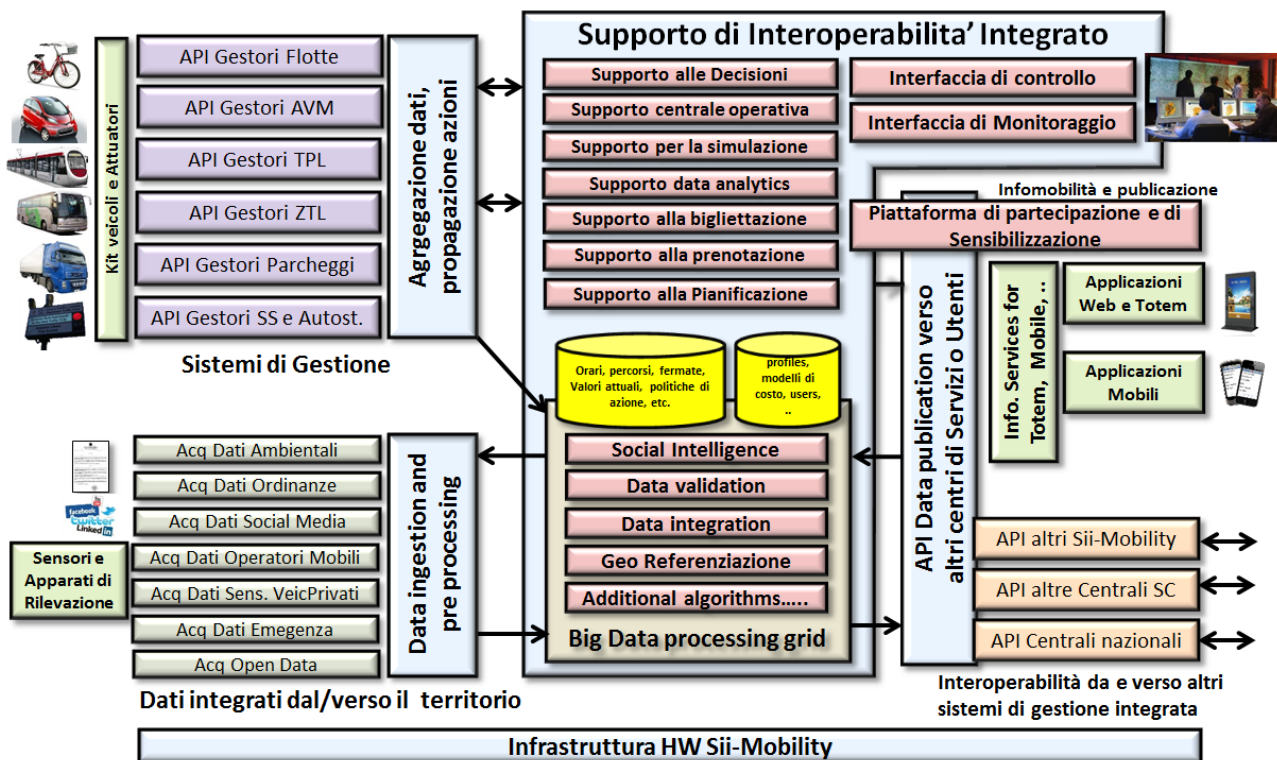 Supporto di Interoperabilita' Integrato
Kit veicoli e Attuatori
API Gestori Flotte
API Gestori AVM
API Gestori TPL
API Gestori ZTL
API Gestori Parcheggi
API Gestori SS e Autost.
Sistemi di Gestione
Agrregazione dati,
propagazione azioni
Supporto alle Decisioni
Supporto centrale operativa
Supporto per la simulazione
Supporto data analytics
Supporto alla bigliettazione
Supporto alla prenotazione
Supporto alla Pianificazione
Interfaccia di controllo
Interfaccia di Monitoraggio
Infomobilità e publicazione
Piattaforma di partecipazione e di
Sensibilizzazione
Orari, percorsi, fermate,
Valori attuali, politiche di
azione, etc.
profiles,
modelli di
costo, users,
..
Social Intelligence
Data validation
Data integration
Geo Referenziazione
Additional algorithms.....
Big Data processing grid
API Data publication verso
altri centri di Servizi o Utenti
Info. Services for
Totem, Mobile, ..
Applicazioni
Web e Totem
Applicazioni
Mobili
facebook
You
twitter
Linked in
Sensori e
Apparati di
Rilevazione
Acq Dati Ambientali
Acq Dati Ordinanze
Acq Dati Social Media
Acq Dati Operatori Mobili
Acq Dati Sens. VeicPrivati
Acq Dati Emegenza
Acq Open Data
Data ingestion and
pre processing
Dati integrati dal/verso il territorio
API altri Sii-Mobility
API altre Centrali SC
API Centrali nazionali
Interoperabilità da e verso altri
sistemi di gestione integrata
Infrastruttura HW Sii-Mobility